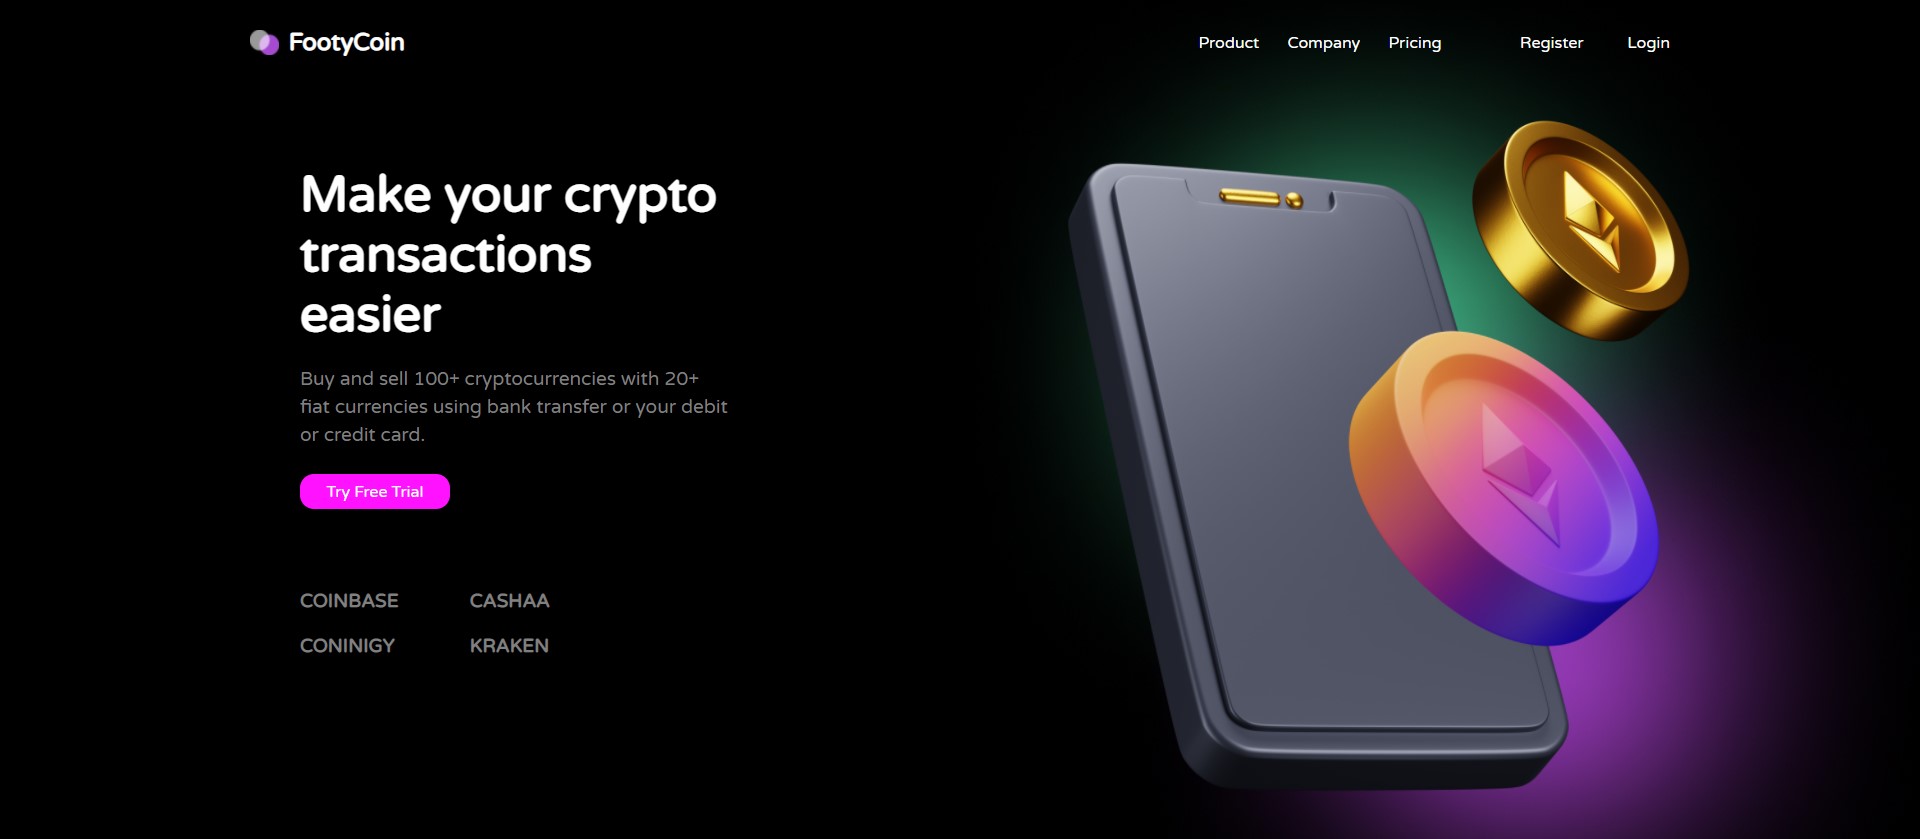 FootyCoin
Product Company Pricing Register Login
Make your crypto
transactions
easier
Buy and sell 100+ cryptocurrencies with 20+
fiat currencies using bank transfer or your debit
or credit card.
Try Free Trial
COINBASE CASHAA
CONINIGY KRAKEN